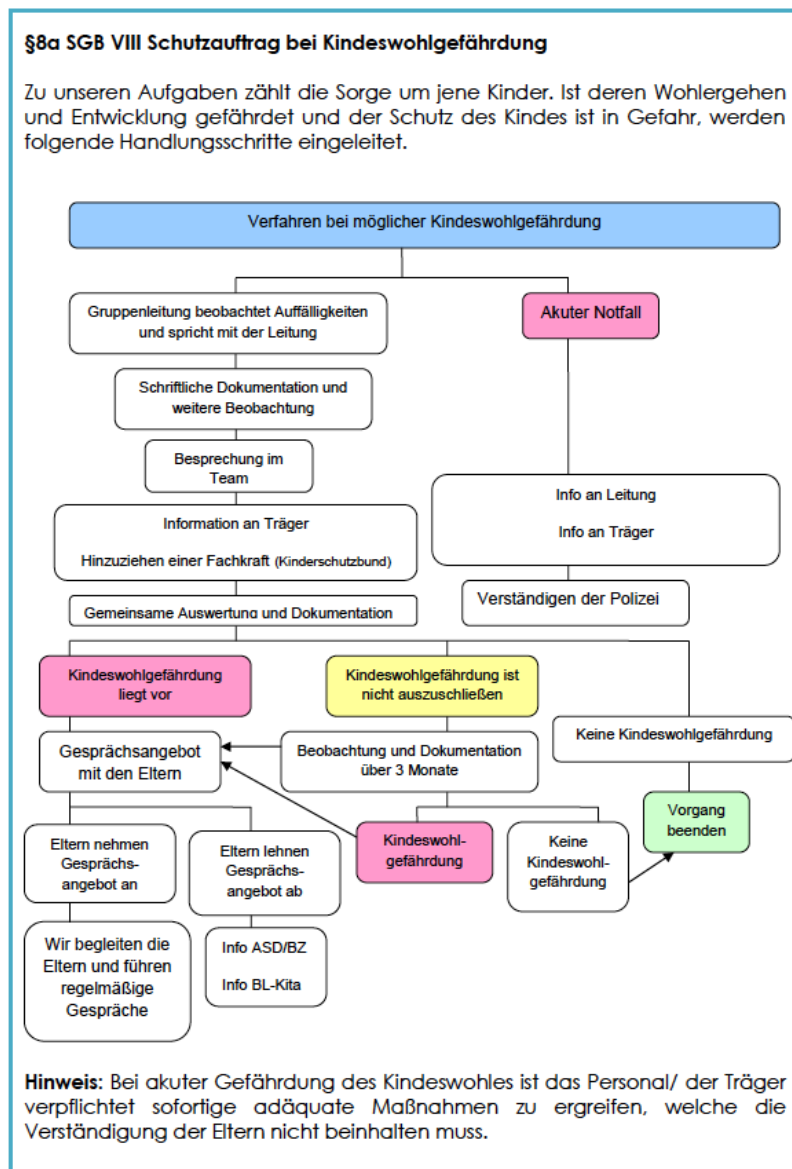 §8a SGB VIII Schutzauftrag bei Kindeswohlgefährdung
Zu unseren Aufgaben zählt die Sorge um jene Kinder. Ist deren Wohlergehen
und Entwicklung gefährdet und der Schutz des Kindes ist in Gefahr, werden
folgende Handlungsschritte eingeleitet.
Verfahren bei möglicher Kindeswohlgefährdung
Gruppenleitung beobachtet Auffälligkeiten
und spricht mit der Leitung
Akuter Notfall
Schriftliche Dokumentation und
weitere Beobachtung
Besprechung im
Team
Info an Leitung
Info an Träger
Information an Träger
Hinzuziehen einer Fachkraft (Kinderschutzbund)
Verständigen der Polizei
Gemeinsame Auswertung und Dokumentation
Kindeswohlgefährdung
liegt vor
Kindeswohlgefährdung ist
nicht auszuschließen
Keine Kindeswohlgefährdung
Gesprächsangebot
mit den Eltern
Beobachtung und Dokumentation
über 3 Monate
Vorgang
beenden
Eltern nehmen
Gesprächs-
angebot an
Eltern lehnen
Gesprächs-
angebot ab
Kindeswohl-
gefährdung
Keine
Kindeswohl-
gefährdung
Wir begleiten die
Eltern und führen
regelmäßige
Gespräche
Info ASD/BZ
Info BL-Kita
Hinweis: Bei akuter Gefährdung des Kindeswohles ist das Personal/ der Träger
verpflichtet sofortige adäquate Maßnahmen zu ergreifen, welche die
Verständigung der Eltern nicht beinhalten muss.